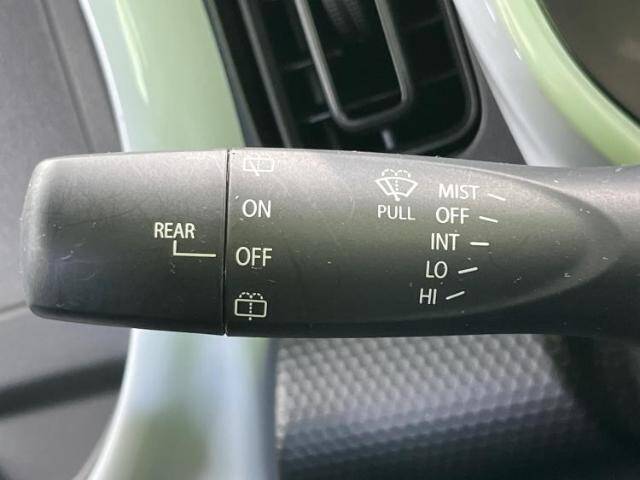 REAR
ON
OFF
PULL
MIST
OFF
INT
LO
HI